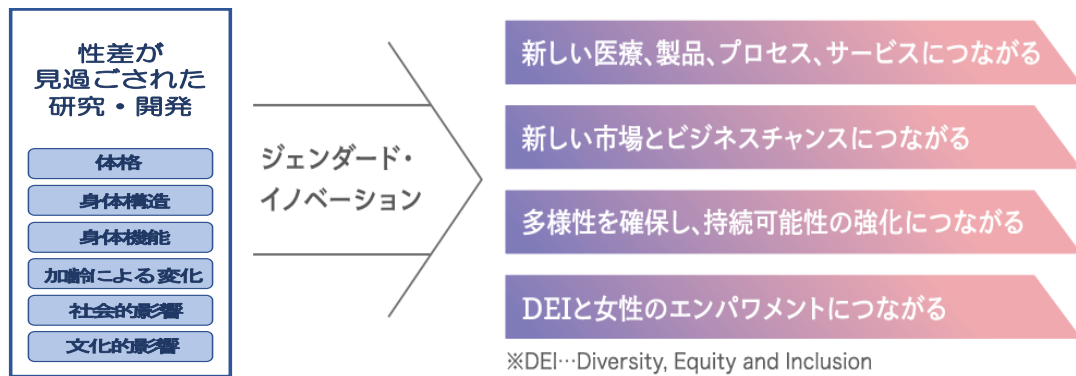 性差が
見過ごされた
研究・開発
体格
身体構造
身体機能
加齢による変化
社会的影響
文化的影響
ジェンダード・
イノベーション
新しい医療、製品、プロセス、サービスにつながる
新しい市場とビジネスチャンスにつながる
多様性を確保し、持続可能性の強化につながる
DEIと女性のエンパワメントにつながる
※DEI…Diversity, Equity and Inclusion